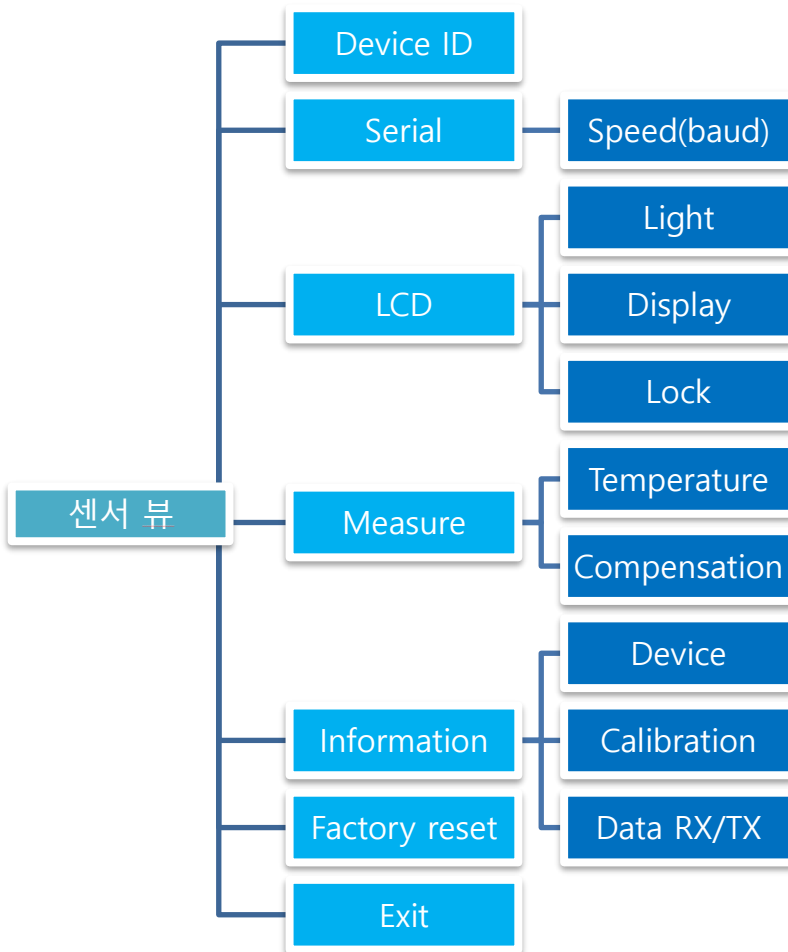 센서 뷰
Device ID
Serial
Speed(baud)
LCD
Light
Display
Lock
Measure
Temperature
Compensation
Information
Device
Calibration
Data RX/TX
Factory reset
Exit